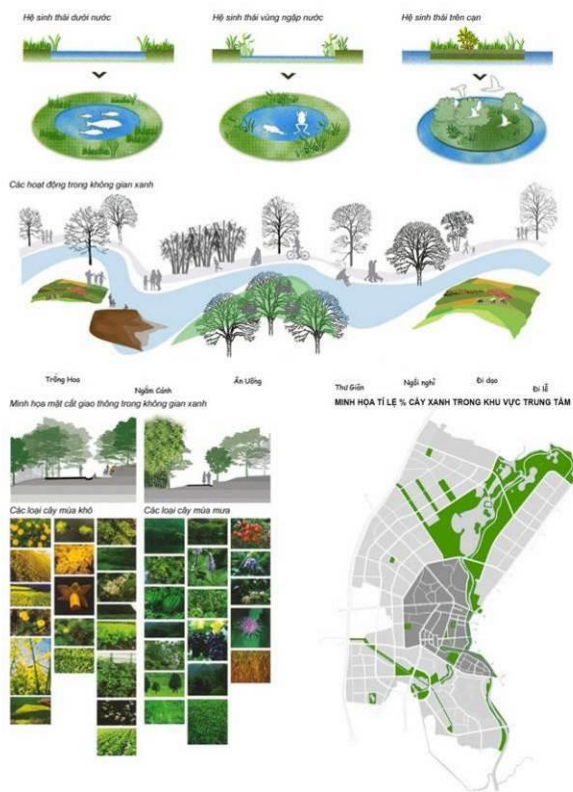 Hệ sinh thái dưới nước
Hệ sinh thái vùng ngập nước
Hệ sinh thái trên cạn
Các hoạt động trong không gian xanh
Trồng Hoa
Ngắm Cảnh
Ăn Uống
Thư Giãn
Ngồi nghỉ
Đi dạo
Đi lễ
Minh họa mặt cắt giao thông trong không gian xanh
MINH HỌA TỈ LỆ % CÂY XANH TRONG KHU VỰC TRUNG TÂM
Các loại cây mùa khô
Các loại cây mùa mưa